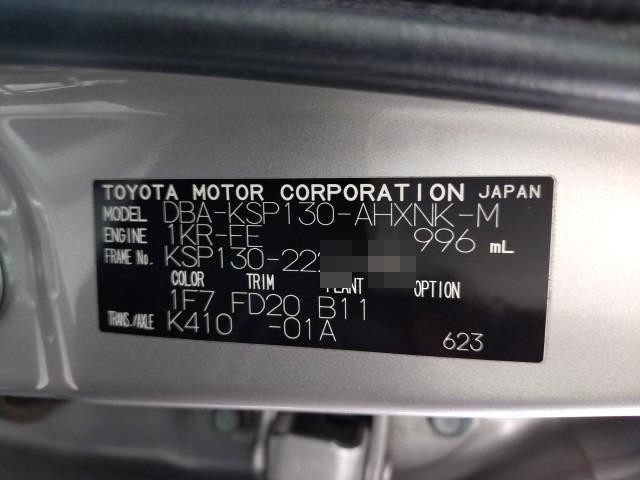 TOYOTA MOTOR CORPORATION JAPAN
MODEL DBA-KSP130-AHXNK-M
ENGINE 1KR-FE 996 mL
FRAME No. KSP130-222
COLOR TRIM PLANT OPTION
1F7 FD20 B11
TRANS./AXLE K410 -01A
623